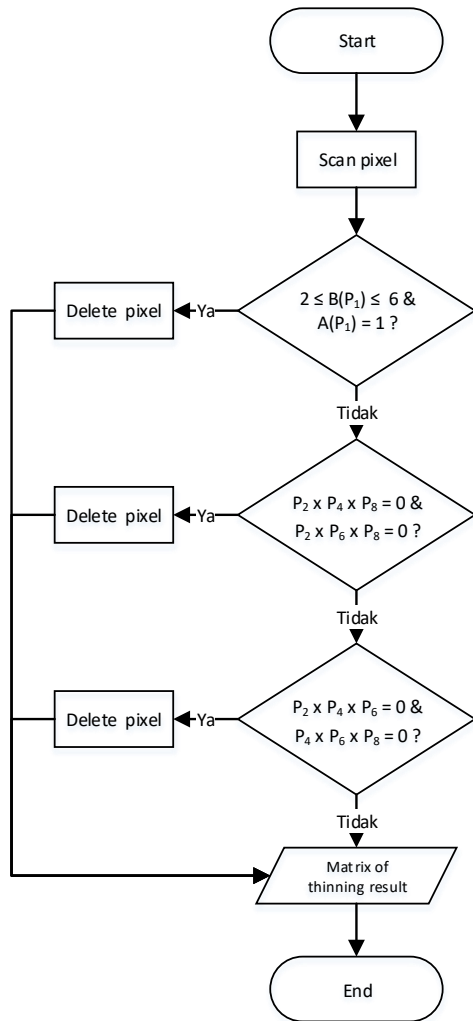 Start
Scan pixel
2 ≤ B(P₁) ≤ 6 &
A(P₁) = 1 ?
Ya
Delete pixel
Tidak
P₂ x P₄ x P₈ = 0 &
P₂ x P₆ x P₈ = 0 ?
Ya
Delete pixel
Tidak
P₂ x P₄ x P₆ = 0 &
P₄ x P₆ x P₈ = 0 ?
Ya
Delete pixel
Tidak
Matrix of
thinning result
End